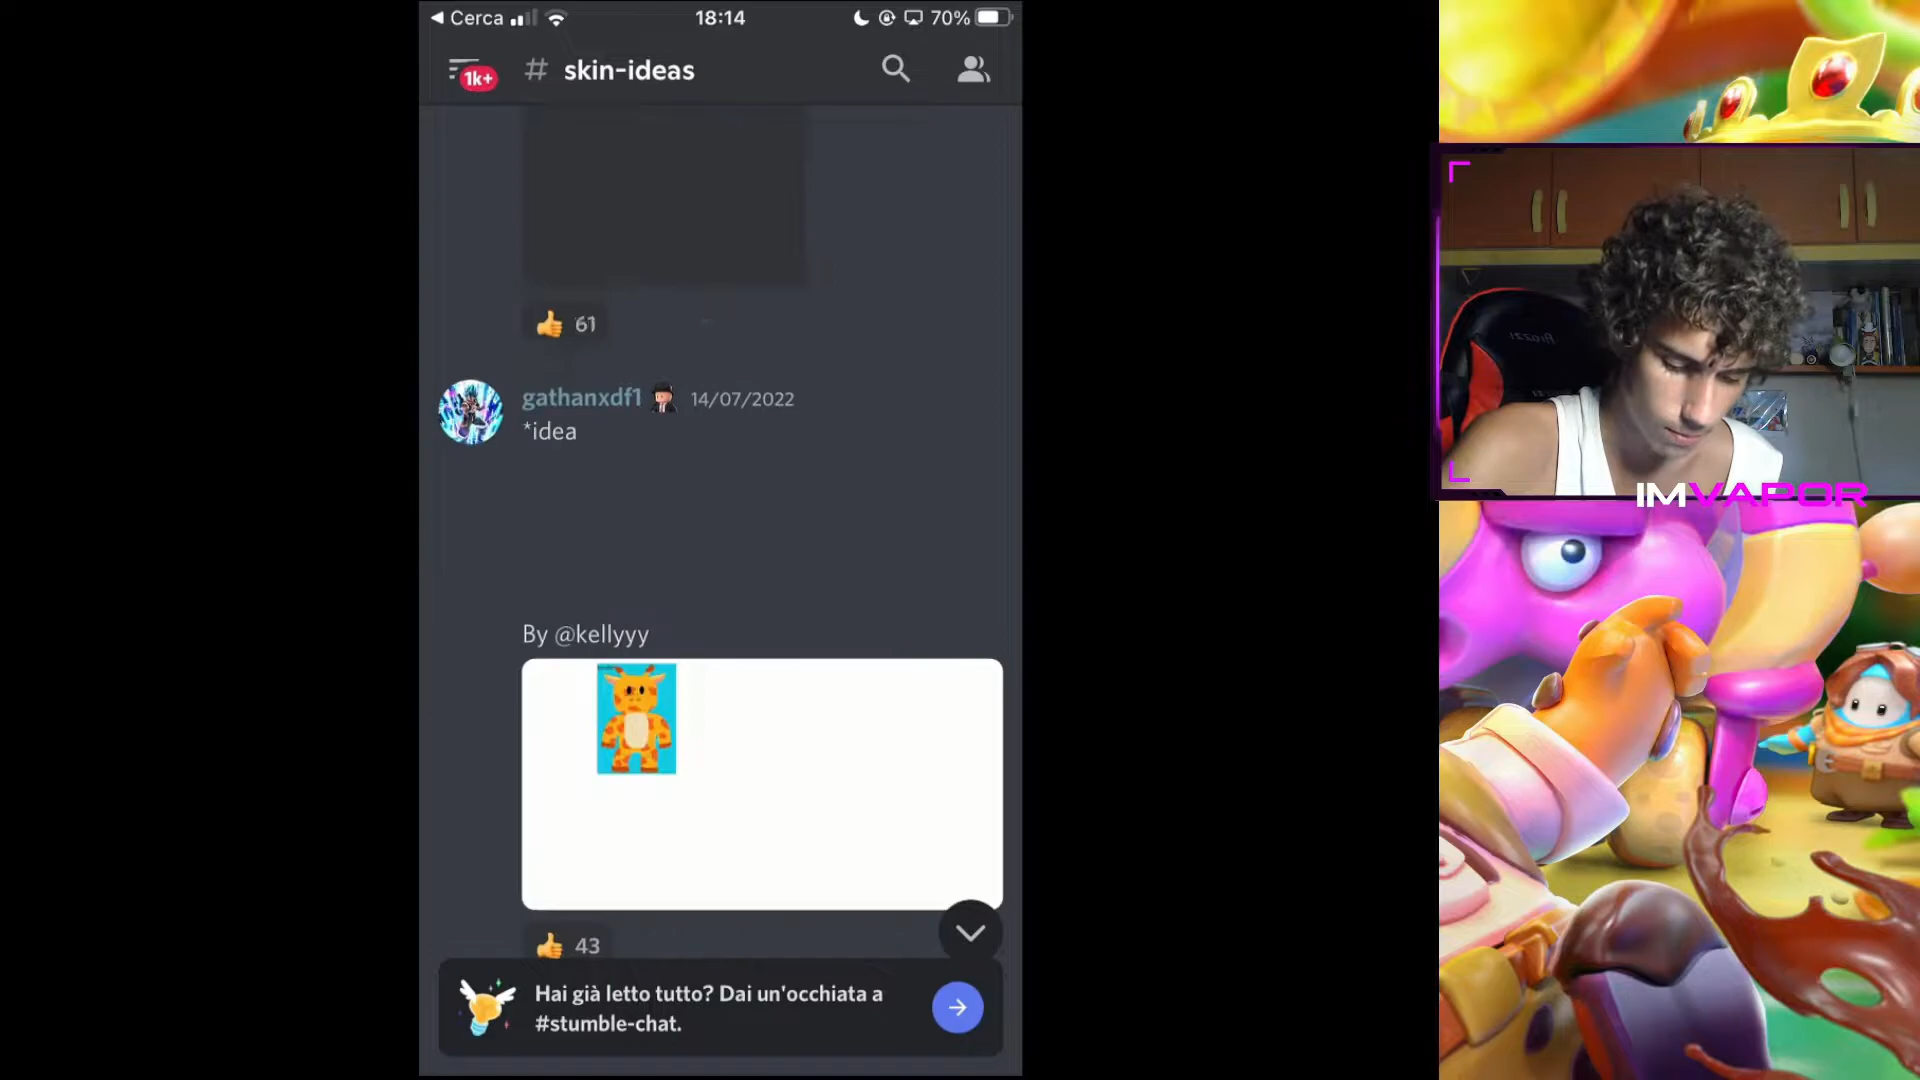 ◀ Cerca 18:14 70%
1k+ # skin-ideas
👍 61
gathanxdf1 14/07/2022
*idea
By @kellyyy
👍 43
Hai già letto tutto? Dai un'occhiata a
#stumble-chat.
IMVAPOR